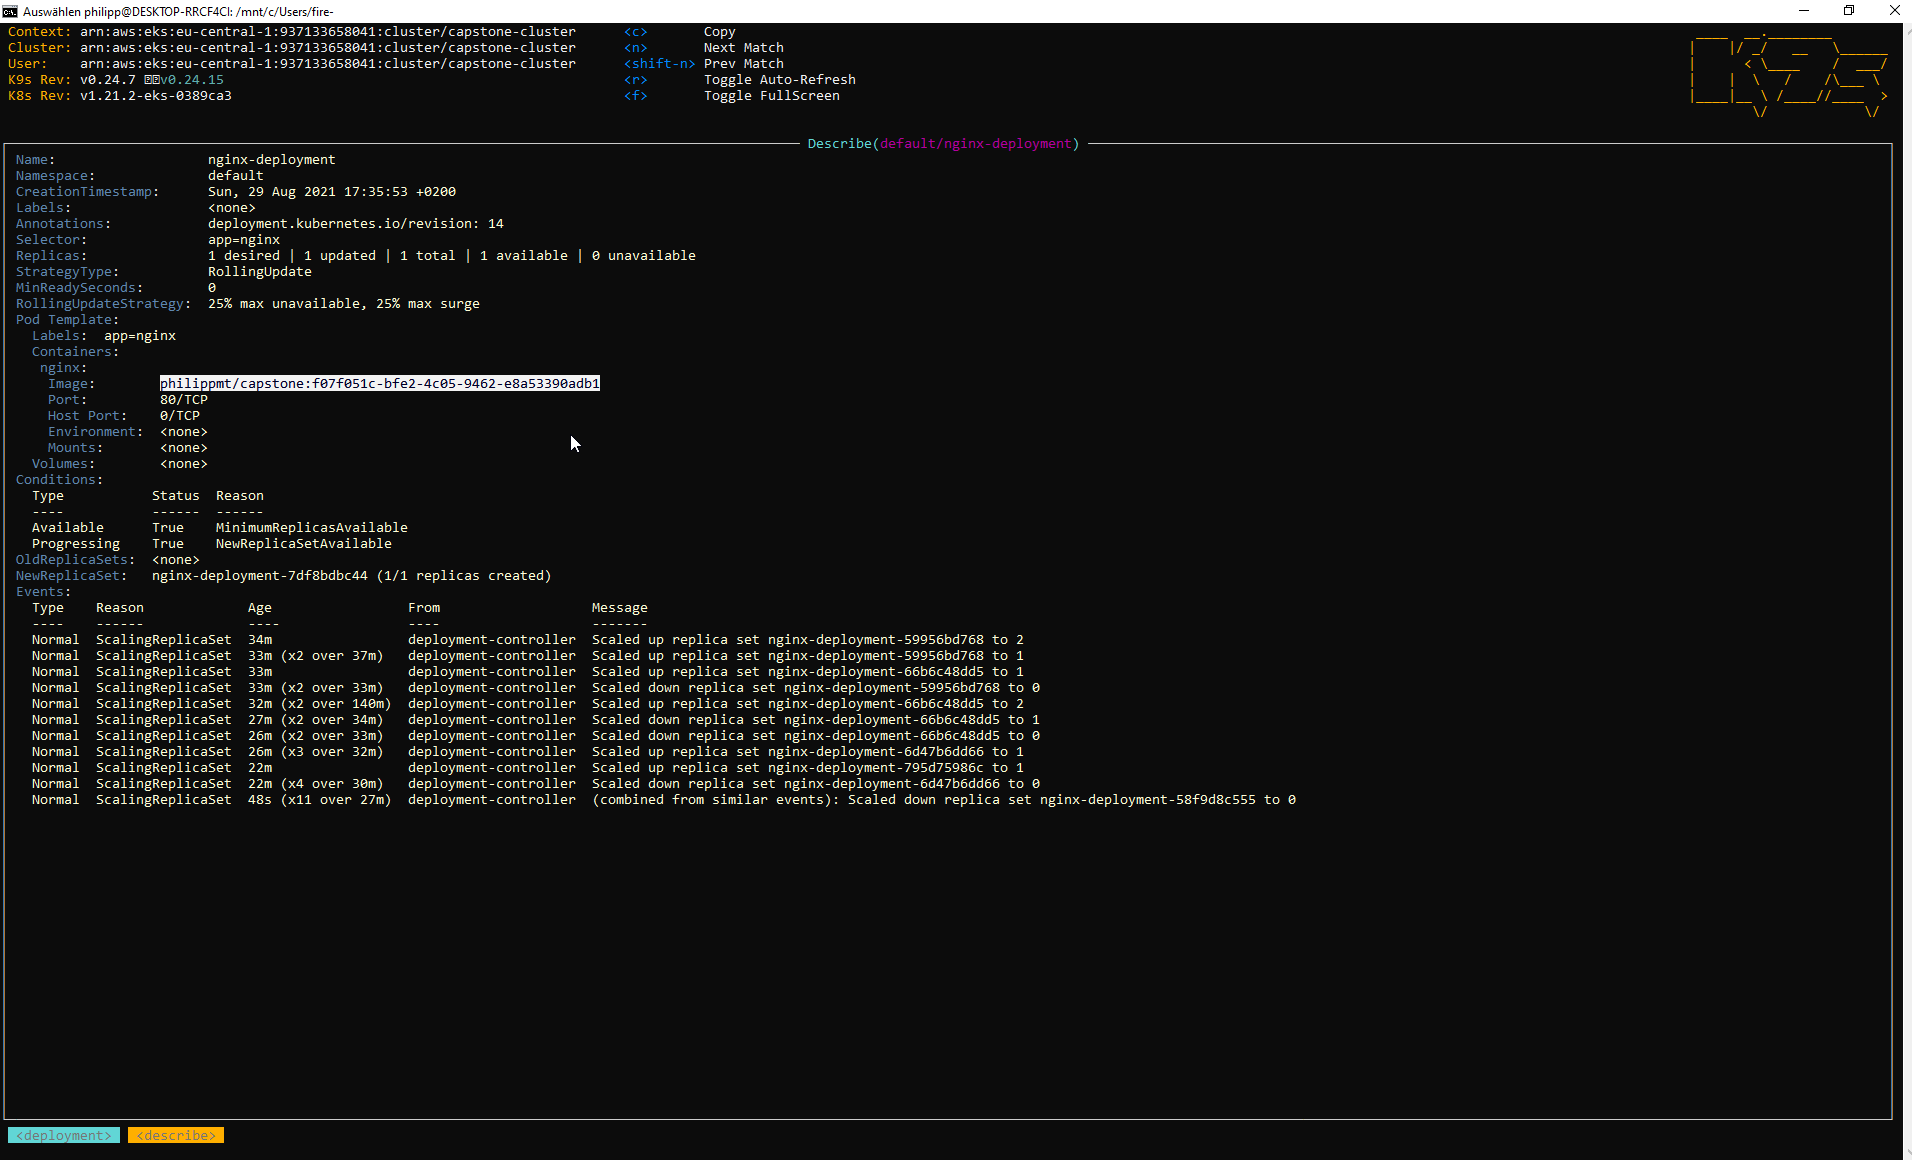 Auswählen philipp@DESKTOP-RRCF4CI: /mnt/c/Users/fire-
Context: arn:aws:eks:eu-central-1:937133658041:cluster/capstone-cluster <c> Copy
Cluster: arn:aws:eks:eu-central-1:937133658041:cluster/capstone-cluster <n> Next Match
User: arn:aws:eks:eu-central-1:937133658041:cluster/capstone-cluster <shift-n> Prev Match
K9s Rev: v0.24.7 v0.24.15 <r> Toggle Auto-Refresh
K8s Rev: v1.21.2-eks-0389ca3 <f> Toggle FullScreen
K9s
Describe(default/nginx-deployment)
Name: nginx-deployment
Namespace: default
CreationTimestamp: Sun, 29 Aug 2021 17:35:53 +0200
Labels: <none>
Annotations: deployment.kubernetes.io/revision: 14
Selector: app=nginx
Replicas: 1 desired | 1 updated | 1 total | 1 available | 0 unavailable
StrategyType: RollingUpdate
MinReadySeconds: 0
RollingUpdateStrategy: 25% max unavailable, 25% max surge
Pod Template:
Labels: app=nginx
Containers:
nginx:
Image: philippmt/capstone:f07f051c-bfe2-4c05-9462-e8a53390adb1
Port: 80/TCP
Host Port: 0/TCP
Environment: <none>
Mounts: <none>
Volumes: <none>
Conditions:
Type Status Reason
---- ------ ------
Available True MinimumReplicasAvailable
Progressing True NewReplicaSetAvailable
OldReplicaSets: <none>
NewReplicaSet: nginx-deployment-7df8bdbc44 (1/1 replicas created)
Events:
Type Reason Age From Message
---- ------ ---- ---- -------
Normal ScalingReplicaSet 34m deployment-controller Scaled up replica set nginx-deployment-59956bd768 to 2
Normal ScalingReplicaSet 33m (x2 over 37m) deployment-controller Scaled up replica set nginx-deployment-59956bd768 to 1
Normal ScalingReplicaSet 33m deployment-controller Scaled up replica set nginx-deployment-66b6c48dd5 to 1
Normal ScalingReplicaSet 33m (x2 over 33m) deployment-controller Scaled down replica set nginx-deployment-59956bd768 to 0
Normal ScalingReplicaSet 32m (x2 over 140m) deployment-controller Scaled up replica set nginx-deployment-66b6c48dd5 to 2
Normal ScalingReplicaSet 27m (x2 over 34m) deployment-controller Scaled down replica set nginx-deployment-66b6c48dd5 to 1
Normal ScalingReplicaSet 26m (x2 over 33m) deployment-controller Scaled down replica set nginx-deployment-66b6c48dd5 to 0
Normal ScalingReplicaSet 26m (x3 over 32m) deployment-controller Scaled up replica set nginx-deployment-6d47b6dd66 to 1
Normal ScalingReplicaSet 22m deployment-controller Scaled up replica set nginx-deployment-795d75986c to 1
Normal ScalingReplicaSet 22m (x4 over 30m) deployment-controller Scaled down replica set nginx-deployment-6d47b6dd66 to 0
Normal ScalingReplicaSet 48s (x11 over 27m) deployment-controller (combined from similar events): Scaled down replica set nginx-deployment-58f9d8c555 to 0
<deployment> <describe>